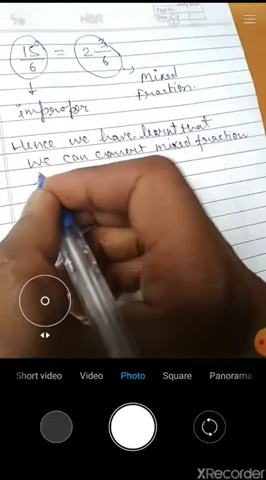 15/6 = 2 3/6
Mixed
Fraction.
improper
Hence we have learnt that
we can convert mixed fraction
Short video Video Photo Square Panorama
XRecorder